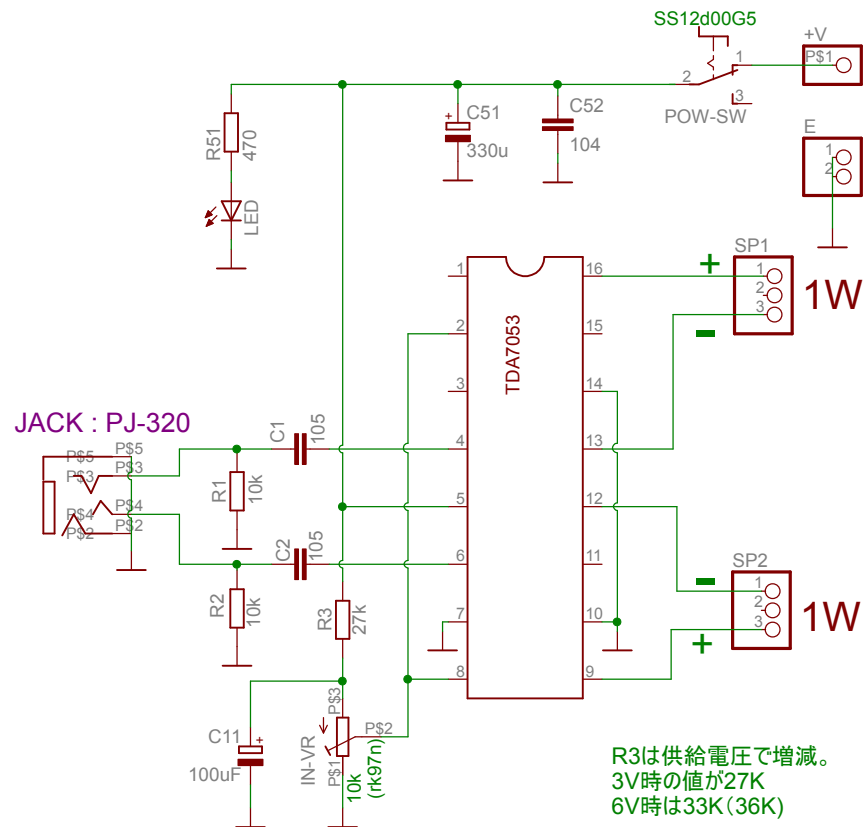 SS12d00G5
+V
P$1
1
2
3
POW-SW
E
1
2
R51
470
LED
+
C51
330u
C52
104
TDA7053
1
2
3
4
5
6
7
8
16
15
14
13
12
11
10
9
+
-
SP1
1
2
3
1W
-
+
SP2
1
2
3
1W
JACK : PJ-320
P$5
P$5
P$3
P$3
P$4
P$4
P$2
P$2
C1
105
R1
10k
C2
105
R2
10k
R3
27k
C11
+
100uF
IN-VR
P$3
P$1
P$2
10k
(rk97n)
R3は供給電圧で増減。
3V時の値が27K
6V時は33K(36K)